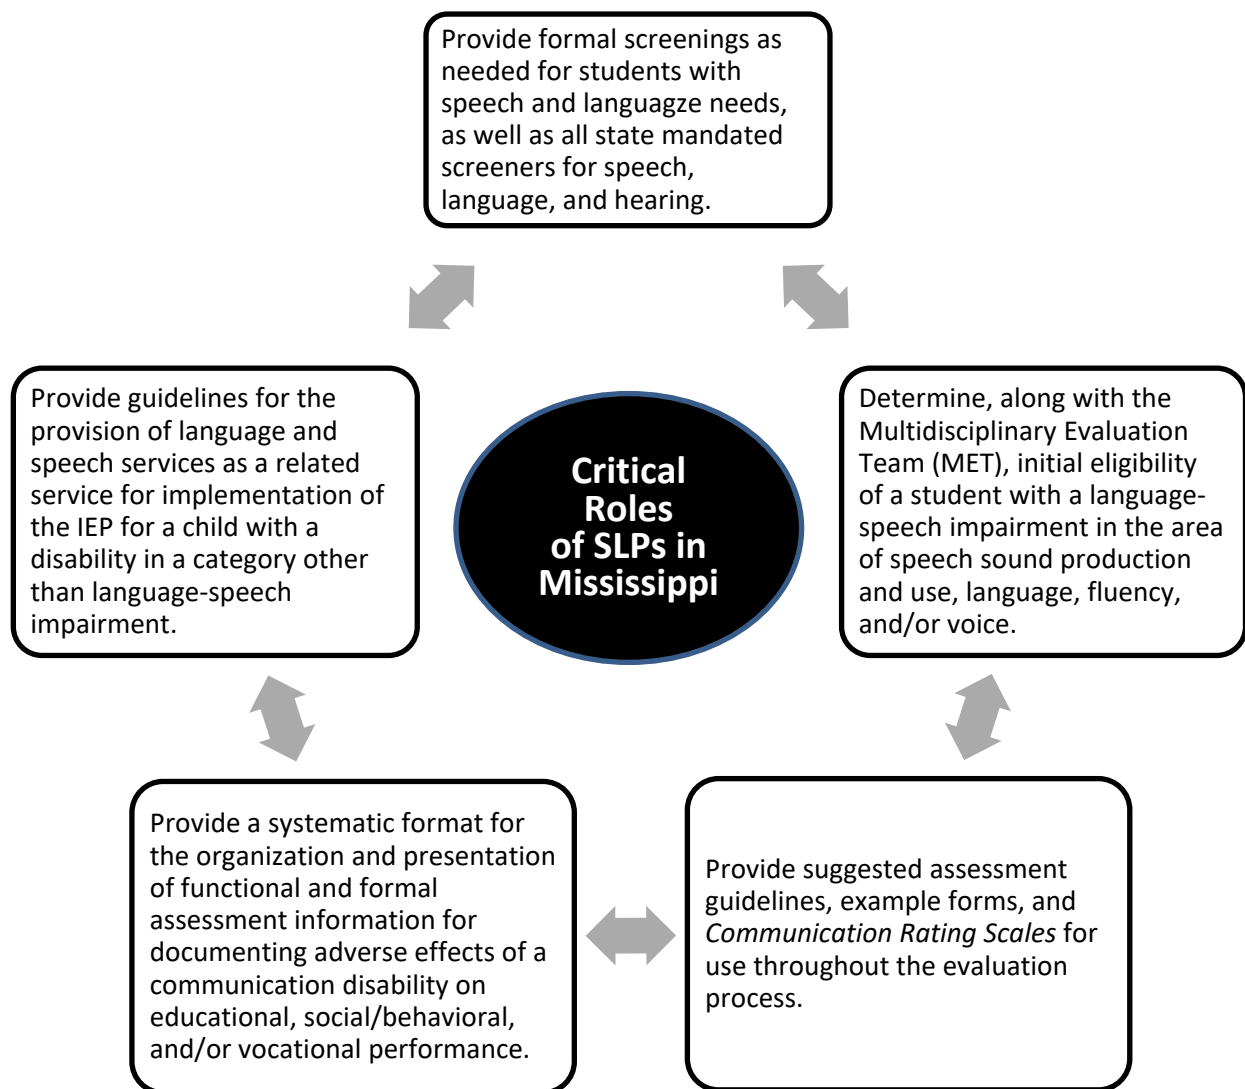 Provide formal screenings as
needed for students with
speech and languagze needs,
as well as all state mandated
screeners for speech,
language, and hearing.
Provide guidelines for the
provision of language and
speech services as a related
service for implementation of
the IEP for a child with a
disability in a category other
than language-speech
impairment.
Critical
Roles
of SLPs in
Mississippi
Determine, along with the
Multidisciplinary Evaluation
Team (MET), initial eligibility
of a student with a language-
speech impairment in the area
of speech sound production
and use, language, fluency,
and/or voice.
Provide a systematic format for
the organization and presentation
of functional and formal
assessment information for
documenting adverse effects of a
communication disability on
educational, social/behavioral,
and/or vocational performance.
Provide suggested assessment
guidelines, example forms, and
Communication Rating Scales for
use throughout the evaluation
process.